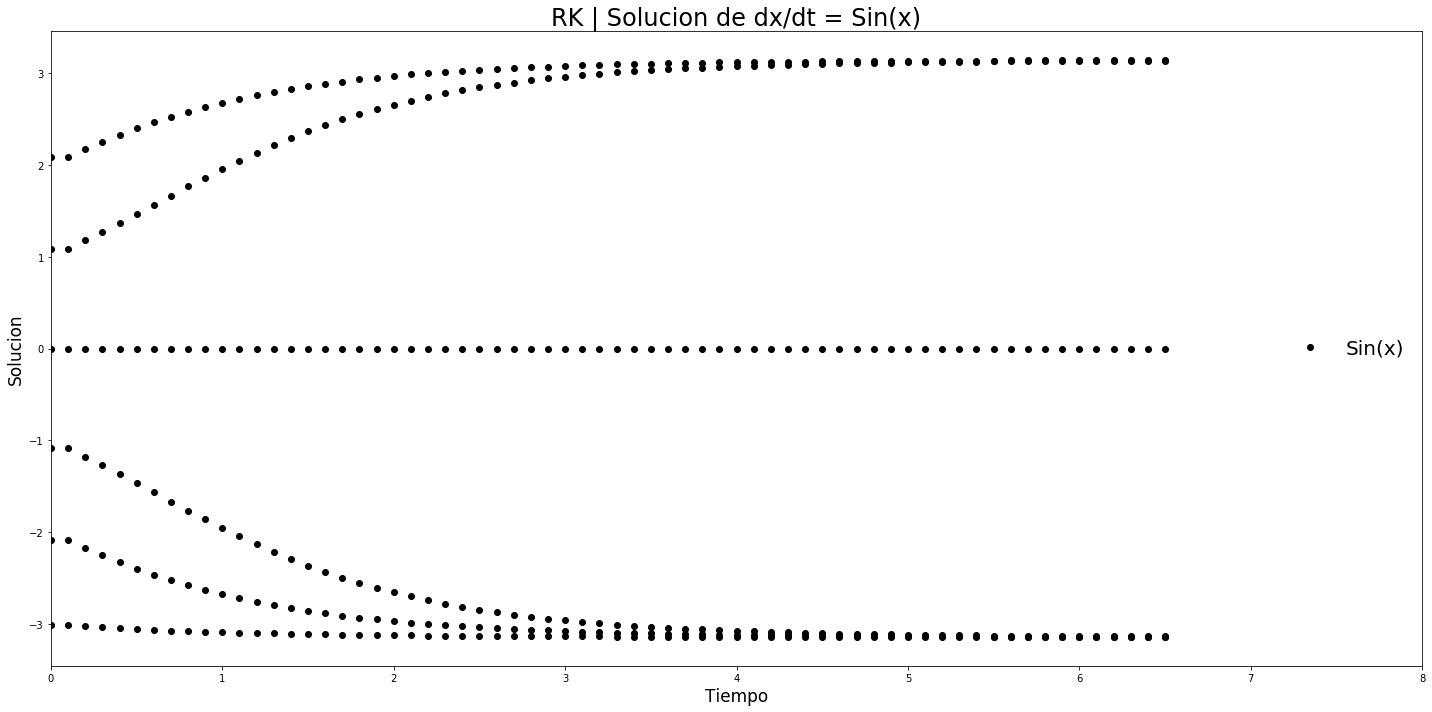 RK | Solucion de dx/dt = Sin(x)
Solucion
3
2
1
0
−1
−2
−3
Sin(x)
0 1 2 3 4 5 6 7 8
Tiempo